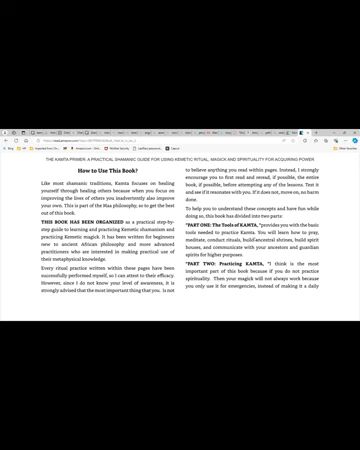 THE KAMTA PRIMER: A PRACTICAL SHAMANIC GUIDE FOR USING KEMETIC RITUAL, MAGICK AND SPIRITUALITY FOR ACQUIRING POWER
How to Use This Book?
Like most shamanic traditions, Kamta focuses on healing
yourself through healing others because when you focus on
improving the lives of others you inadvertently also improve
your own. This is part of the Maa philosophy, so to get the best
out of this book.
THIS BOOK HAS BEEN ORGANIZED as a practical step-by-
step guide to learning and practicing Kemetic shamanism and
practicing Kemetic magick. It has been written for beginners
new to ancient African philosophy and more advanced
practitioners who are interested in making practical use of
their metaphysical knowledge.
Every ritual practice written within these pages have been
successfully performed myself, so I can attest to their efficacy.
However, since I do not know your level of awareness, it is
strongly advised that the most important thing that you is not
to believe anything you read within pages. Instead, I strongly
encourage you to first read and reread, if possible, the entire
book, if possible, before attempting any of the lessons. Test it
and see if it resonates with you. If it does not, move on, no harm
done.
To help you to understand these concepts and have fun while
doing so, this book has divided into two parts:
"PART ONE: The Tools of KAMTA, "provides you with the basic
tools needed to practice Kamta. You will learn how to pray,
meditate, conduct rituals, build ancestral shrines, build spirit
houses, and communicate with your ancestors and guardian
spirits for higher purposes.
"PART TWO: Practicing KAMTA, "I think is the most
important part of this book because if you do not practice
spirituality. Then your magick will not always work because
you only use it for emergencies, instead of making it a daily